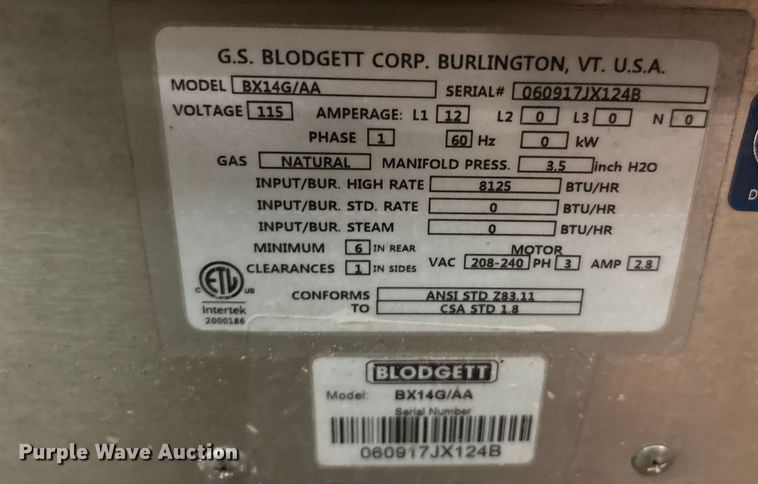 G.S. BLODGETT CORP. BURLINGTON, VT. U.S.A.
MODEL BX14G/AA SERIAL# 060917JX124B
VOLTAGE 115 AMPERAGE: L1 12 L2 0 L3 0 N 0
PHASE 1 60 Hz 0 kW
GAS NATURAL MANIFOLD PRESS. 3.5 inch H2O
INPUT/BUR. HIGH RATE 8125 BTU/HR
INPUT/BUR. STD. RATE 0 BTU/HR
INPUT/BUR. STEAM 0 BTU/HR
MINIMUM 6 IN REAR MOTOR
CLEARANCES 1 IN SIDES VAC 208-240 PH 3 AMP 2.8
C ETL US
Intertek
2000186
CONFORMS ANSI STD Z83.11
TO CSA STD 1.8
D
BLODGETT
Model: BX14G/AA
Serial Number
060917JX124B
Purple Wave Auction